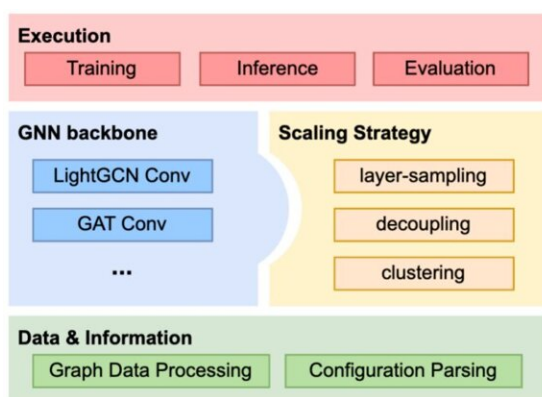 Execution
Training
Inference
Evaluation
GNN backbone
LightGCN Conv
GAT Conv
...
Scaling Strategy
layer-sampling
decoupling
clustering
Data & Information
Graph Data Processing
Configuration Parsing